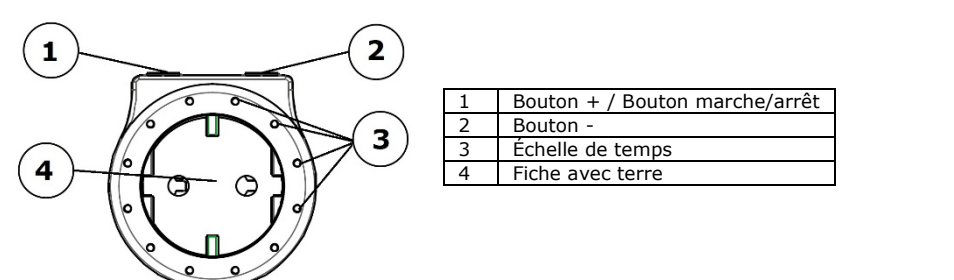 1
2
3
4
1 Bouton + / Bouton marche/arrêt
2 Bouton -
3 Échelle de temps
4 Fiche avec terre